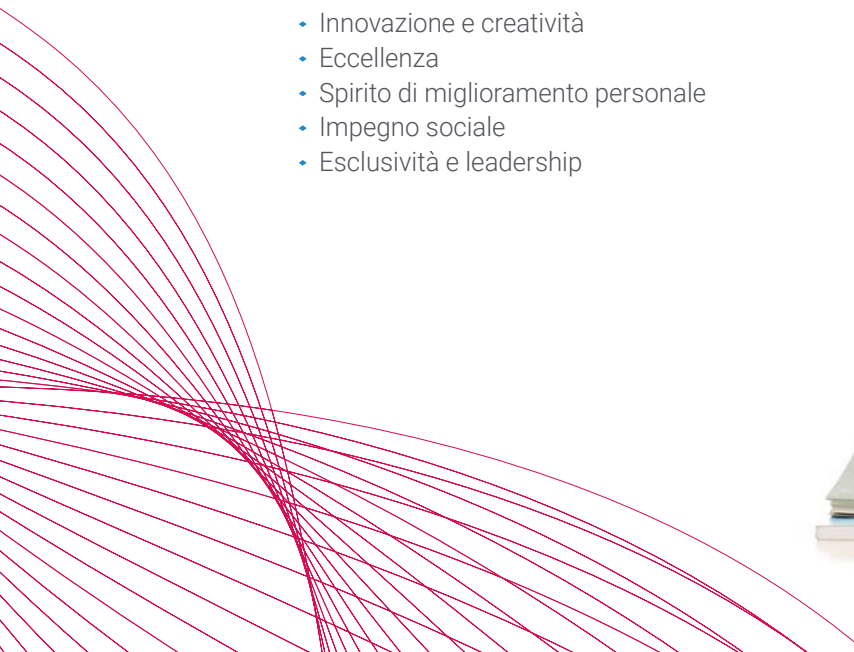 Innovazione e creatività
Eccellenza
Spirito di miglioramento personale
Impegno sociale
Esclusività e leadership